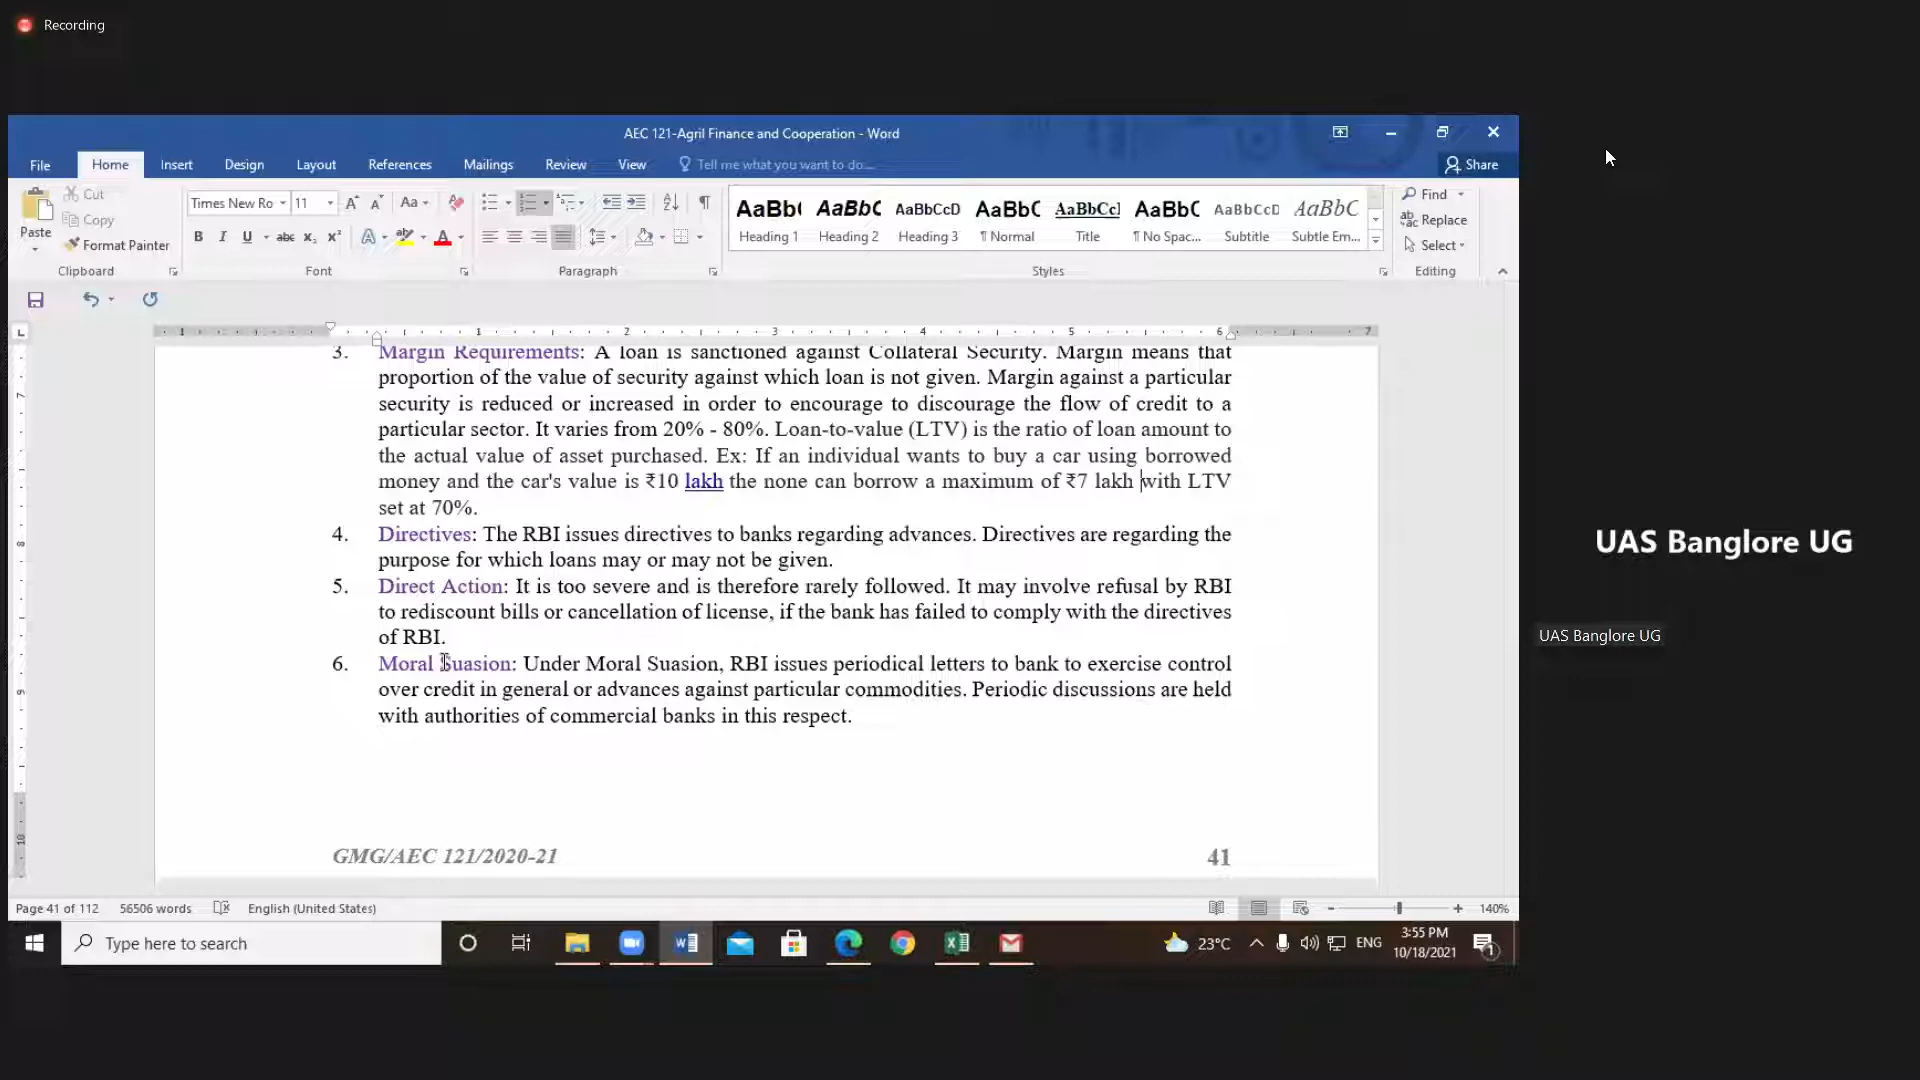 Recording
AEC 121-Agril Finance and Cooperation - Word
File Home Insert Design Layout References Mailings Review View Tell me what you want to do... Share
Paste
Cut
Copy
Format Painter
Clipboard
Times New Ro 11
Font
Paragraph
AaBbC AaBbC AaBbCcD AaBbC AaBbCc AaBbC AaBbCcD AaBbC
Heading 1 Heading 2 Heading 3 ¶ Normal Title ¶ No Spac... Subtitle Subtle Em...
Styles
Find
Replace
Select
Editing
1 1 2 3 4 5 6 7
3. Margin Requirements: A loan is sanctioned against Collateral Security. Margin means that
proportion of the value of security against which loan is not given. Margin against a particular
security is reduced or increased in order to encourage to discourage the flow of credit to a
particular sector. It varies from 20% - 80%. Loan-to-value (LTV) is the ratio of loan amount to
the actual value of asset purchased. Ex: If an individual wants to buy a car using borrowed
money and the car's value is ₹10 lakh the none can borrow a maximum of ₹7 lakh with LTV
set at 70%.
4. Directives: The RBI issues directives to banks regarding advances. Directives are regarding the
purpose for which loans may or may not be given.
5. Direct Action: It is too severe and is therefore rarely followed. It may involve refusal by RBI
to rediscount bills or cancellation of license, if the bank has failed to comply with the directives
of RBI.
6. Moral Suasion: Under Moral Suasion, RBI issues periodical letters to bank to exercise control
over credit in general or advances against particular commodities. Periodic discussions are held
with authorities of commercial banks in this respect.
GMG/AEC 121/2020-21 41
Page 41 of 112 56506 words English (United States) 140%
Type here to search
23°C ENG
3:55 PM
10/18/2021
1
UAS Banglore UG
UAS Banglore UG